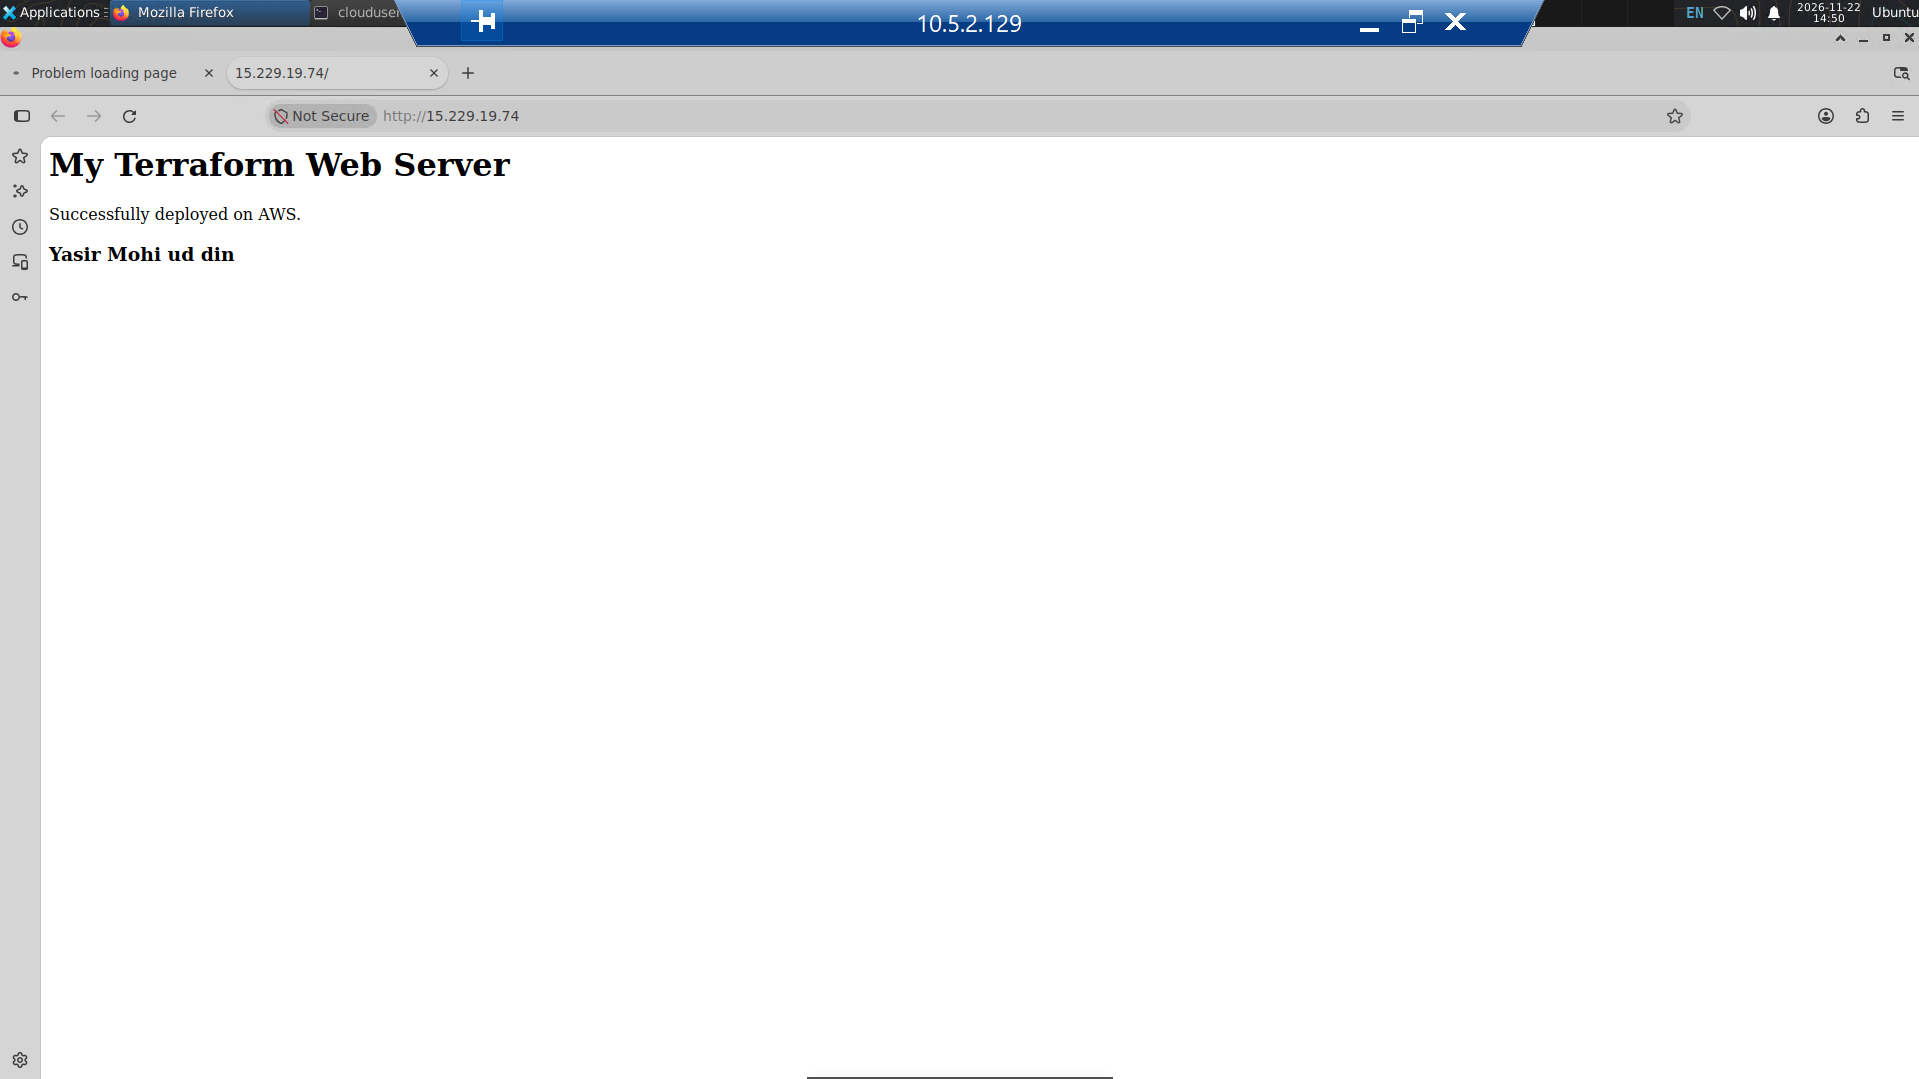 Applications
Mozilla Firefox
clouduser
10.5.2.129
EN
2026-11-22
14:50
Ubuntu
Problem loading page
15.229.19.74/
Not Secure
http://15.229.19.74
My Terraform Web Server
Successfully deployed on AWS.
Yasir Mohi ud din